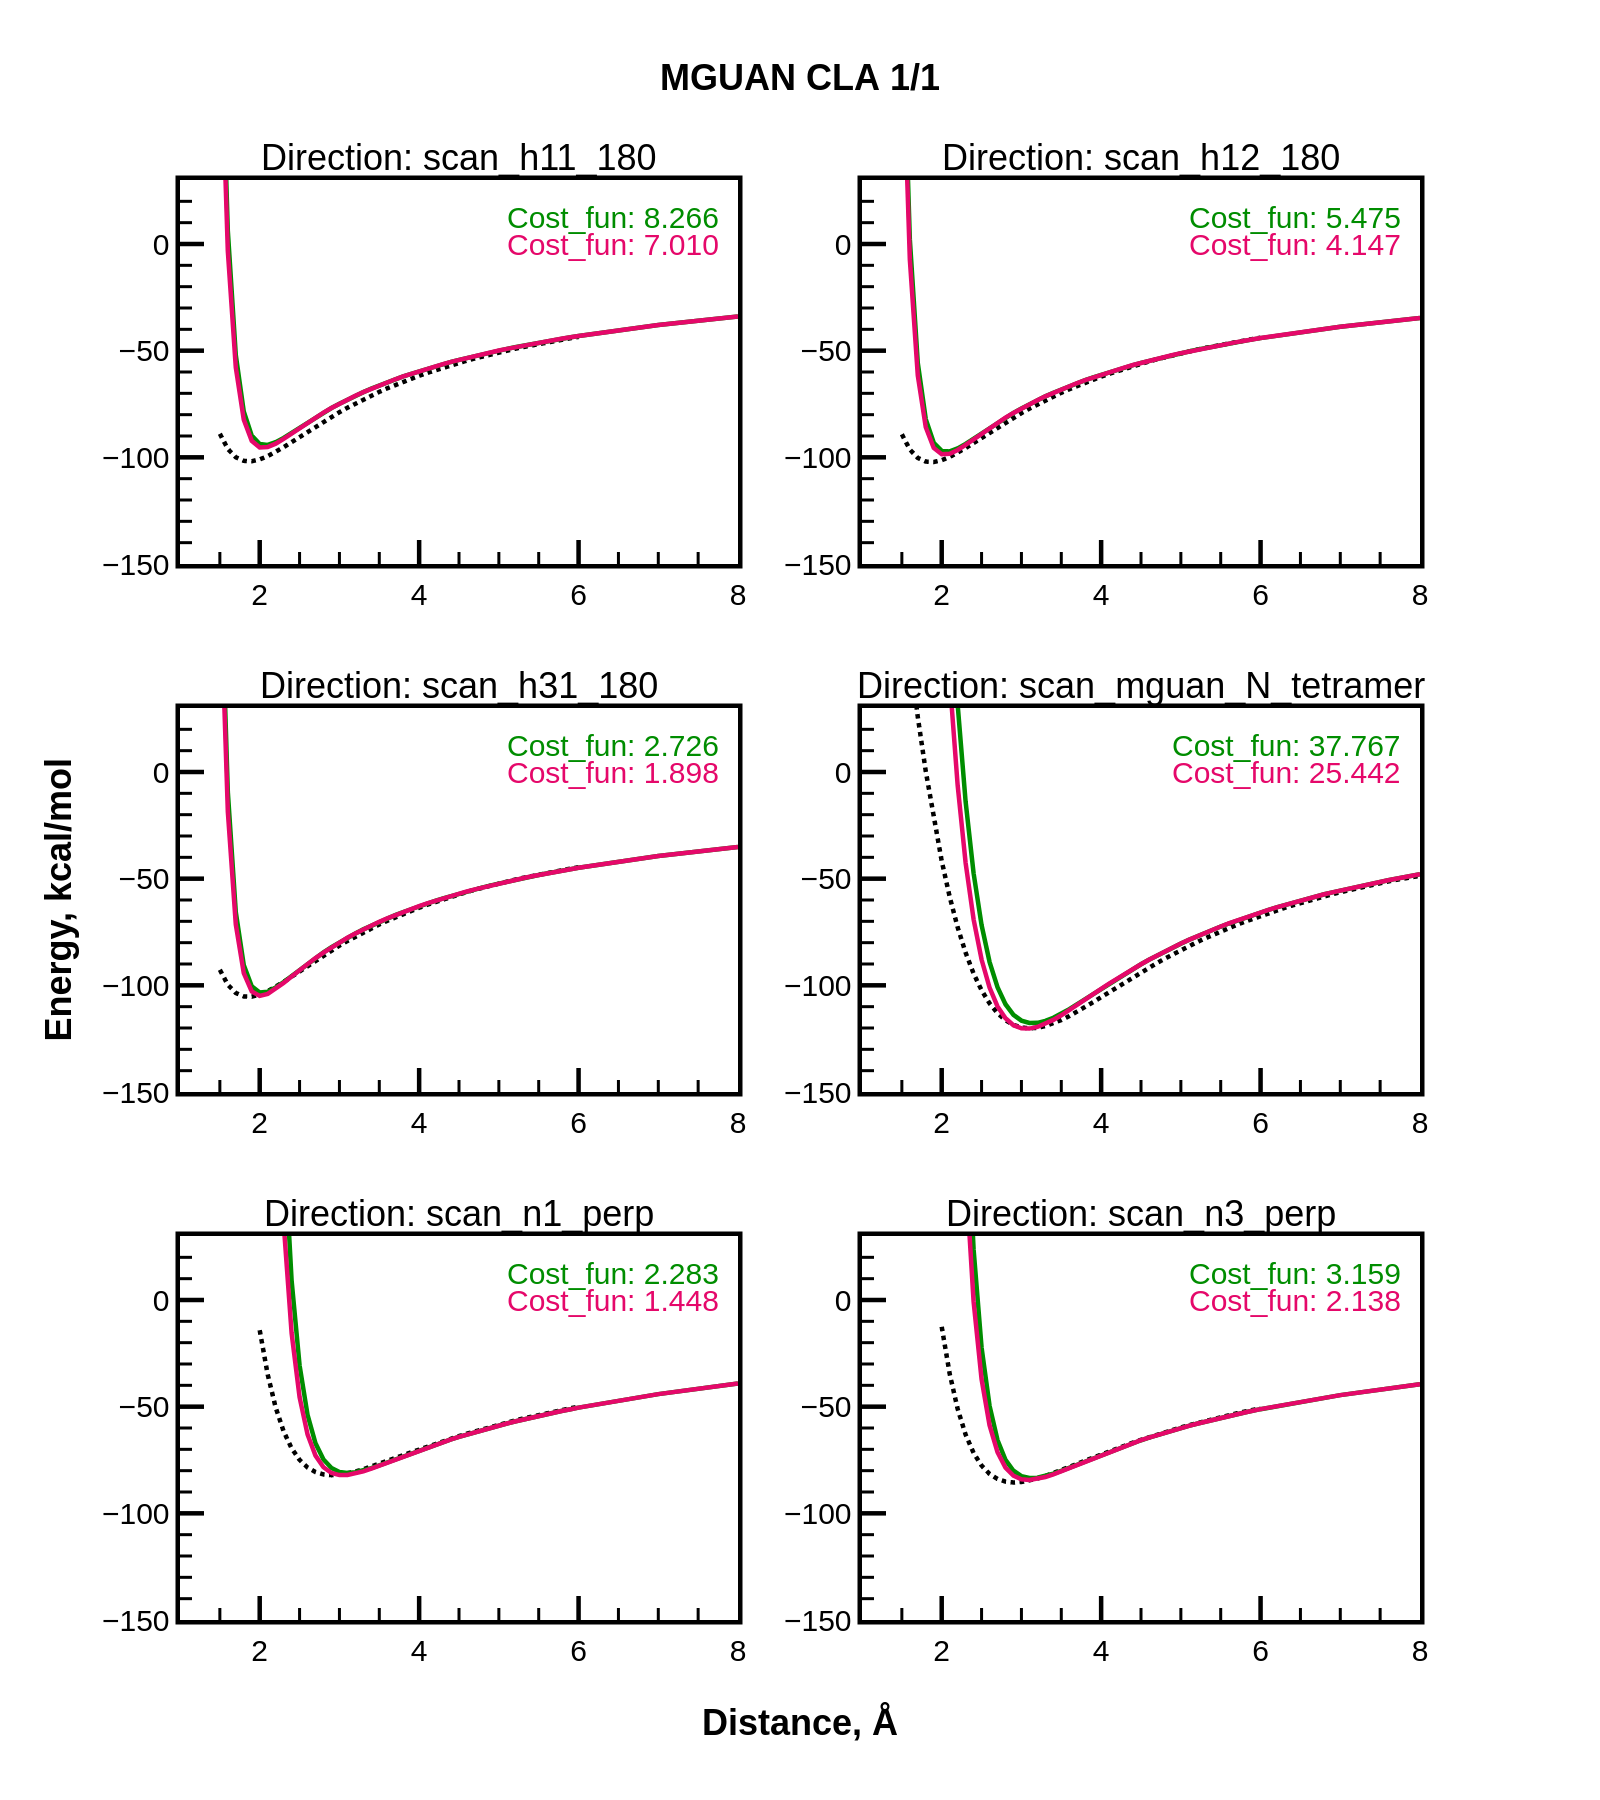 MGUAN CLA 1/1
Direction: scan_h11_180
Cost_fun: 8.266
Cost_fun: 7.010
0
−50
−100
−150
2 4 6 8
Direction: scan_h12_180
Cost_fun: 5.475
Cost_fun: 4.147
0
−50
−100
−150
2 4 6 8
Energy, kcal/mol
Direction: scan_h31_180
Cost_fun: 2.726
Cost_fun: 1.898
0
−50
−100
−150
2 4 6 8
Direction: scan_mguan_N_tetramer
Cost_fun: 37.767
Cost_fun: 25.442
0
−50
−100
−150
2 4 6 8
Direction: scan_n1_perp
Cost_fun: 2.283
Cost_fun: 1.448
0
−50
−100
−150
2 4 6 8
Direction: scan_n3_perp
Cost_fun: 3.159
Cost_fun: 2.138
0
−50
−100
−150
2 4 6 8
Distance, Å